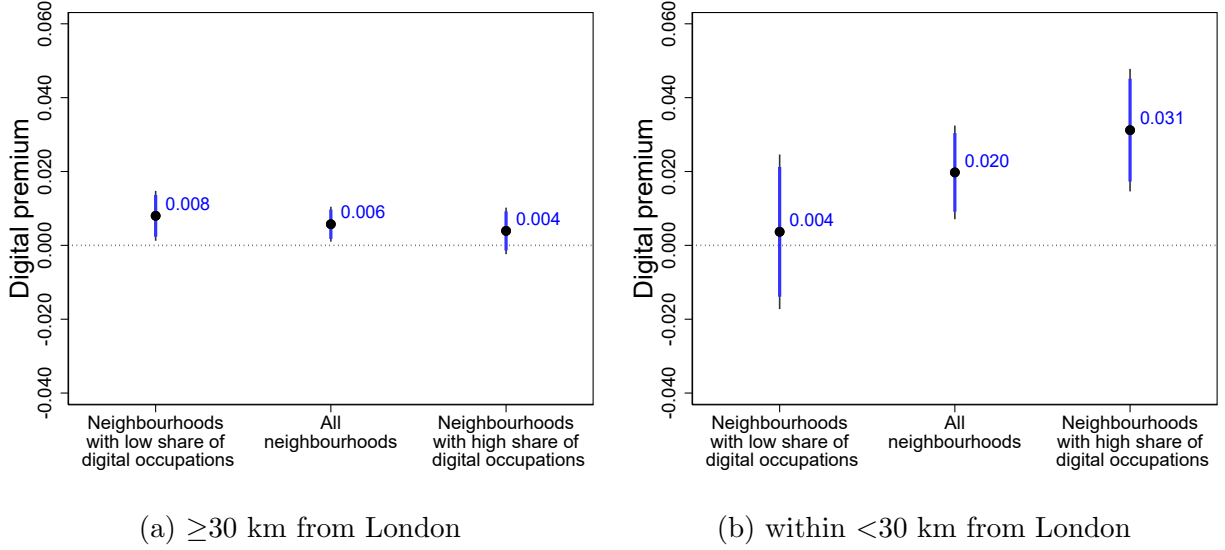 Digital premium
0.060
0.040
0.020
0.000
-0.020
-0.040
0.008
0.006
0.004
Neighbourhoods
with low share of
digital occupations
All
neighbourhoods
Neighbourhoods
with high share of
digital occupations
(a) ≥30 km from London
Digital premium
0.060
0.040
0.020
0.000
-0.020
-0.040
0.004
0.020
0.031
Neighbourhoods
with low share of
digital occupations
All
neighbourhoods
Neighbourhoods
with high share of
digital occupations
(b) within <30 km from London